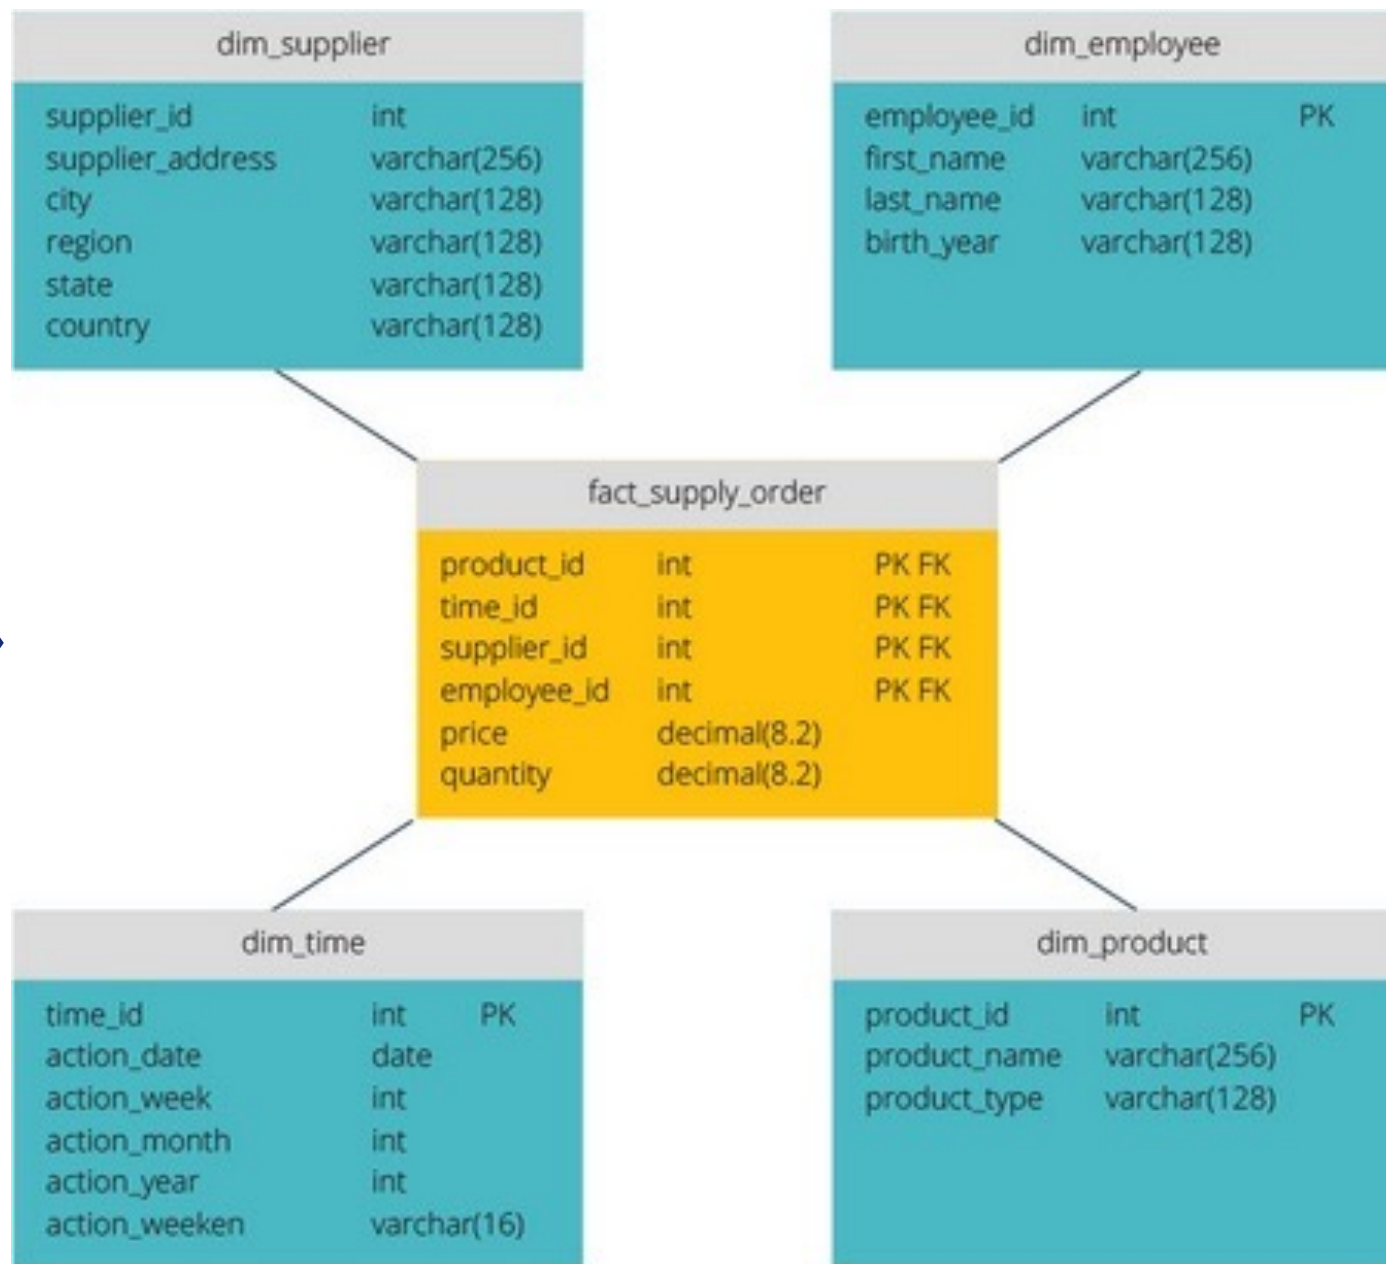 dim_supplier
supplier_id int
supplier_address varchar(256)
city varchar(128)
region varchar(128)
state varchar(128)
country varchar(128)
dim_employee
employee_id int PK
first_name varchar(256)
last_name varchar(128)
birth_year varchar(128)
fact_supply_order
product_id int PK FK
time_id int PK FK
supplier_id int PK FK
employee_id int PK FK
price decimal(8.2)
quantity decimal(8.2)
dim_time
time_id int PK
action_date date
action_week int
action_month int
action_year int
action_weeken varchar(16)
dim_product
product_id int PK
product_name varchar(256)
product_type varchar(128)